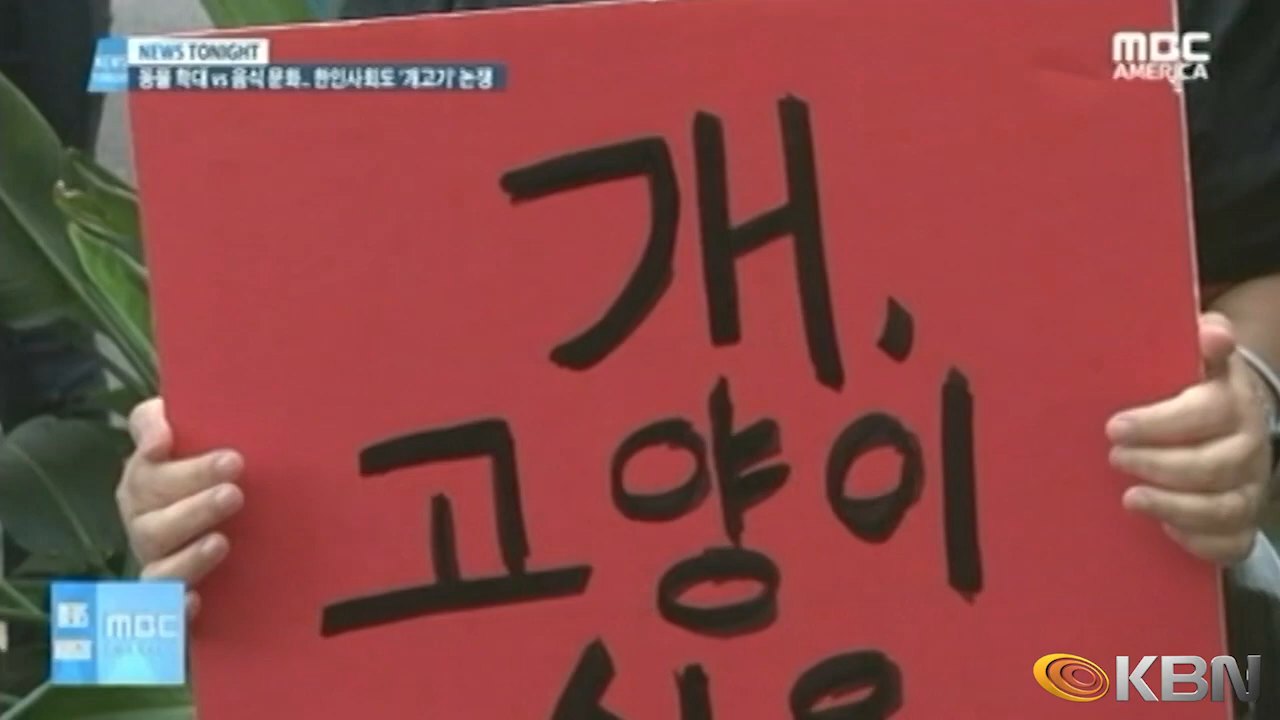 NEWS TONIGHT
동물 학대 vs 음식 문화.. 한인사회도 '개고기' 논쟁
MBC
AMERICA
개,
고양이
MBC
KBN